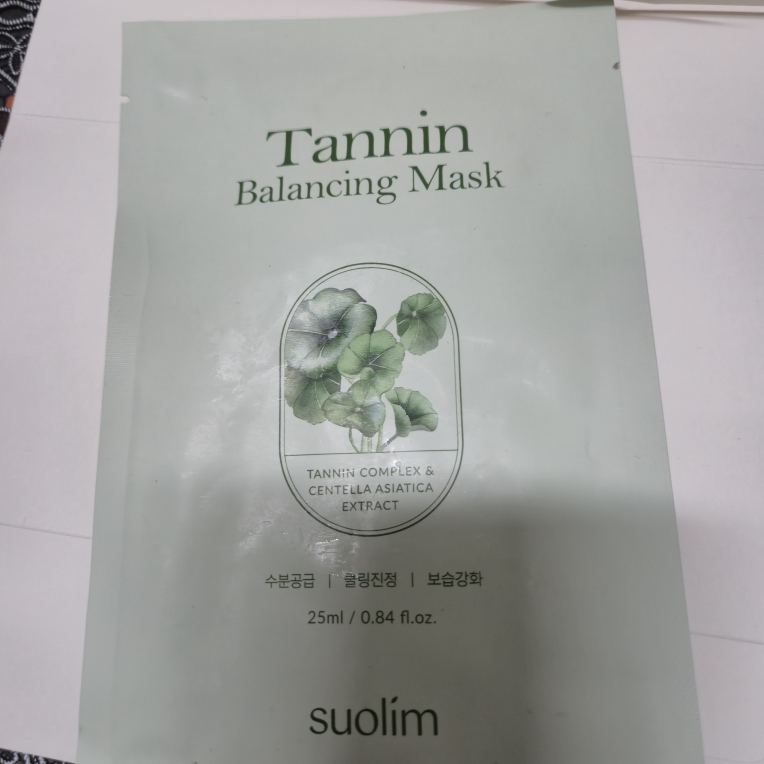 Tannin
Balancing Mask
TANNIN COMPLEX &
CENTELLA ASIATICA
EXTRACT
수분공급 | 쿨링진정 | 보습강화
25ml / 0.84 fl.oz.
suolim